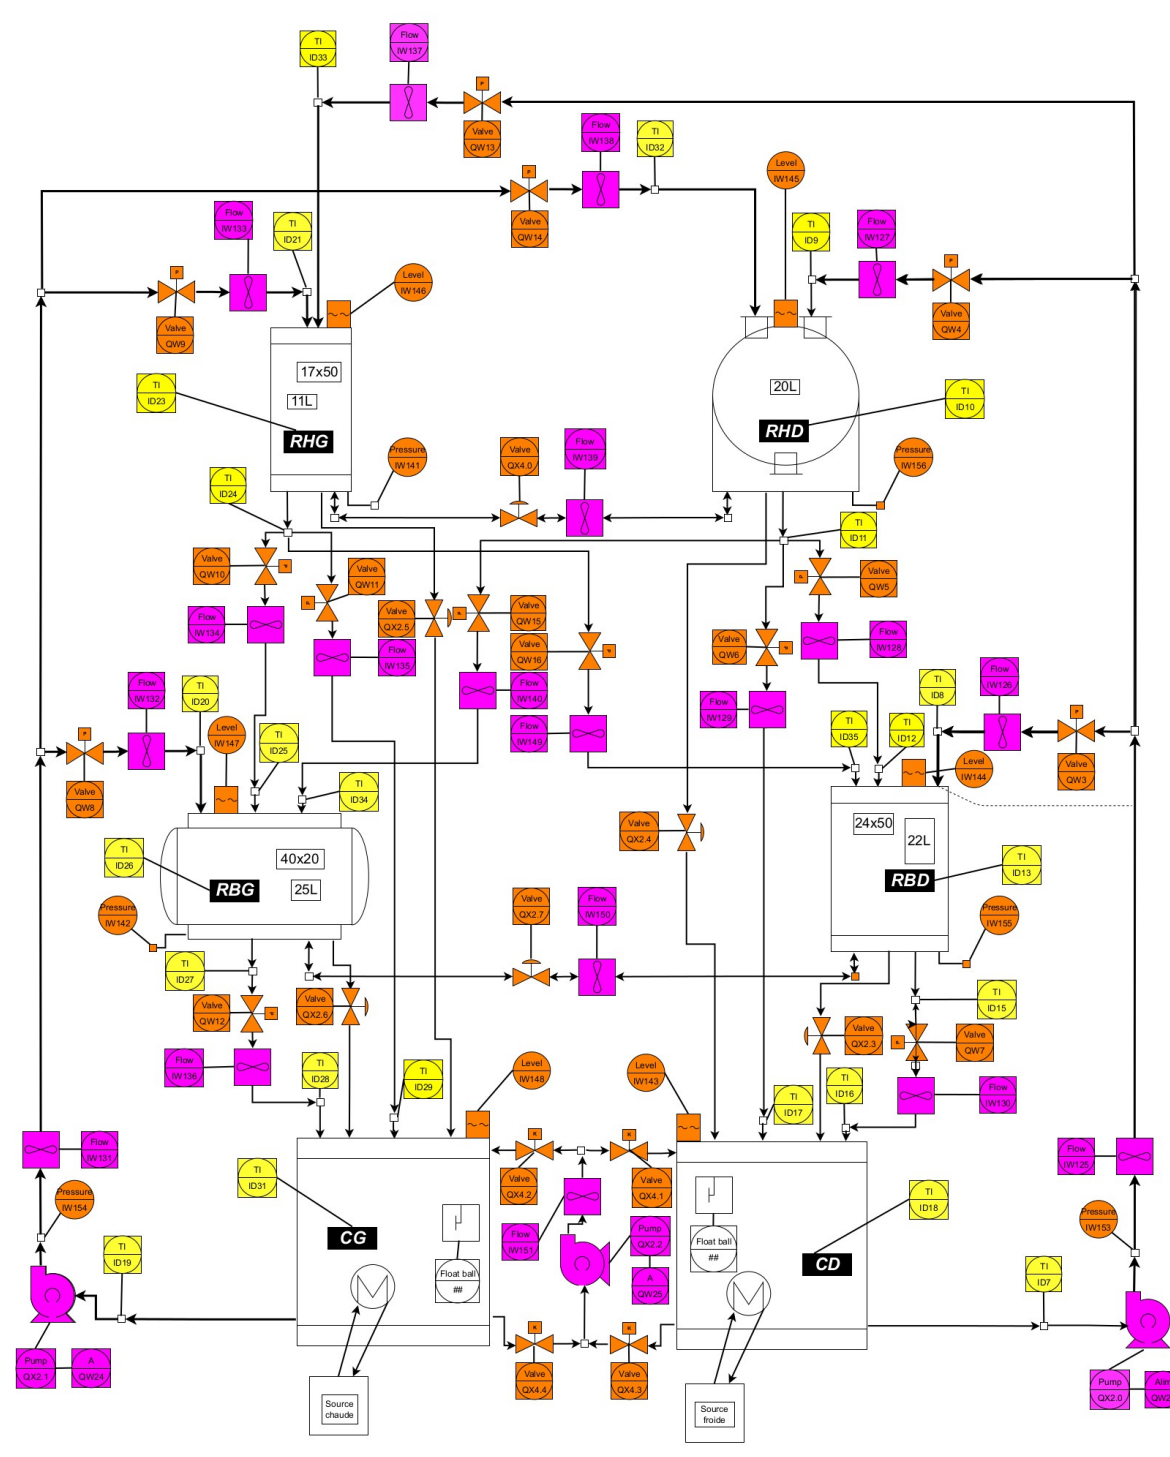 TI
ID33
Flow
IW137
P
Valve
QW13
Flow
IW138
TI
ID32
P
Valve
QW14
Level
IW145
Flow
IW133
TI
ID21
P
Valve
QW9
Level
IW146
TI
ID9
Flow
IW127
P
Valve
QW4
17x50
11L
RHG
TI
ID23
20L
RHD
TI
ID10
Pressure
IW141
Valve
QX4.0
Flow
IW139
Pressure
IW156
TI
ID24
TI
ID11
Valve
QW10
P
Valve
QW11
P
Valve
QX2.5
P
Valve
QW15
Valve
QW16
P
Valve
QW6
P
P
Valve
QW5
Flow
IW134
Flow
IW135
Flow
IW140
Flow
IW149
Flow
IW129
Flow
IW128
Flow
IW132
TI
ID20
P
Valve
QW8
Level
IW147
TI
ID25
TI
ID34
TI
ID35
TI
ID12
TI
ID8
Flow
IW126
P
Valve
QW3
Level
IW144
Valve
QX2.4
24x50
22L
RBD
TI
ID13
TI
ID26
40x20
25L
RBG
Pressure
IW142
Valve
QX2.7
Flow
IW150
Pressure
IW155
TI
ID27
Valve
QW12
P
Valve
QX2.6
TI
ID15
Valve
QX2.3
P
Valve
QW7
Flow
IW136
TI
ID28
TI
ID29
Level
IW148
Level
IW143
TI
ID17
TI
ID16
Flow
IW130
Flow
IW131
K
Valve
QX4.2
K
Valve
QX4.1
Flow
IW125
Pressure
IW154
TI
ID31
CG
Float ball
##
Flow
IW151
Pump
QX2.2
A
QW25
Float ball
##
TI
ID18
CD
Pressure
IW153
TI
ID19
TI
ID7
M
M
K
Valve
QX4.4
K
Valve
QX4.3
Pump
QX2.1
A
QW24
Pump
QX2.0
Source
chaude
Source
froide